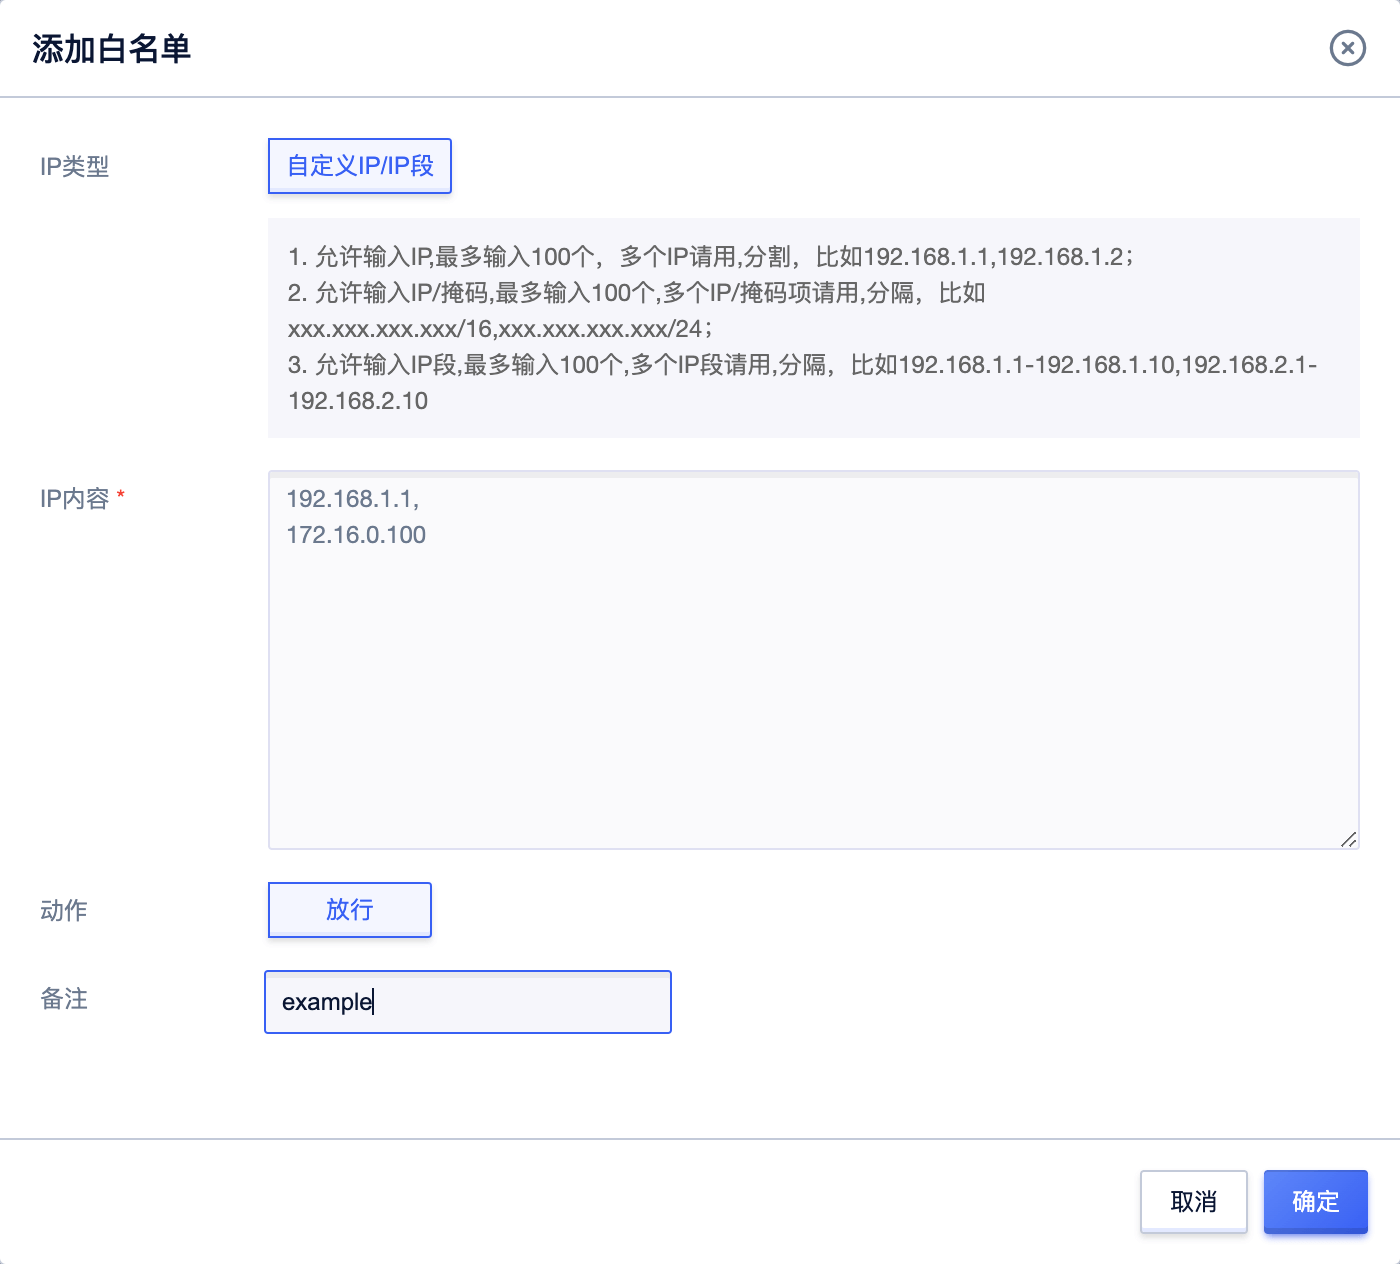 添加白名单
IP类型
自定义IP/IP段
1. 允许输入IP,最多输入100个，多个IP请用,分割，比如192.168.1.1,192.168.1.2；
2. 允许输入IP/掩码,最多输入100个,多个IP/掩码项请用,分隔，比如
xxx.xxx.xxx.xxx/16,xxx.xxx.xxx.xxx/24；
3. 允许输入IP段,最多输入100个,多个IP段请用,分隔，比如192.168.1.1-192.168.1.10,192.168.2.1-
192.168.2.10
IP内容 *
192.168.1.1,
172.16.0.100
动作
放行
备注
example
取消
确定